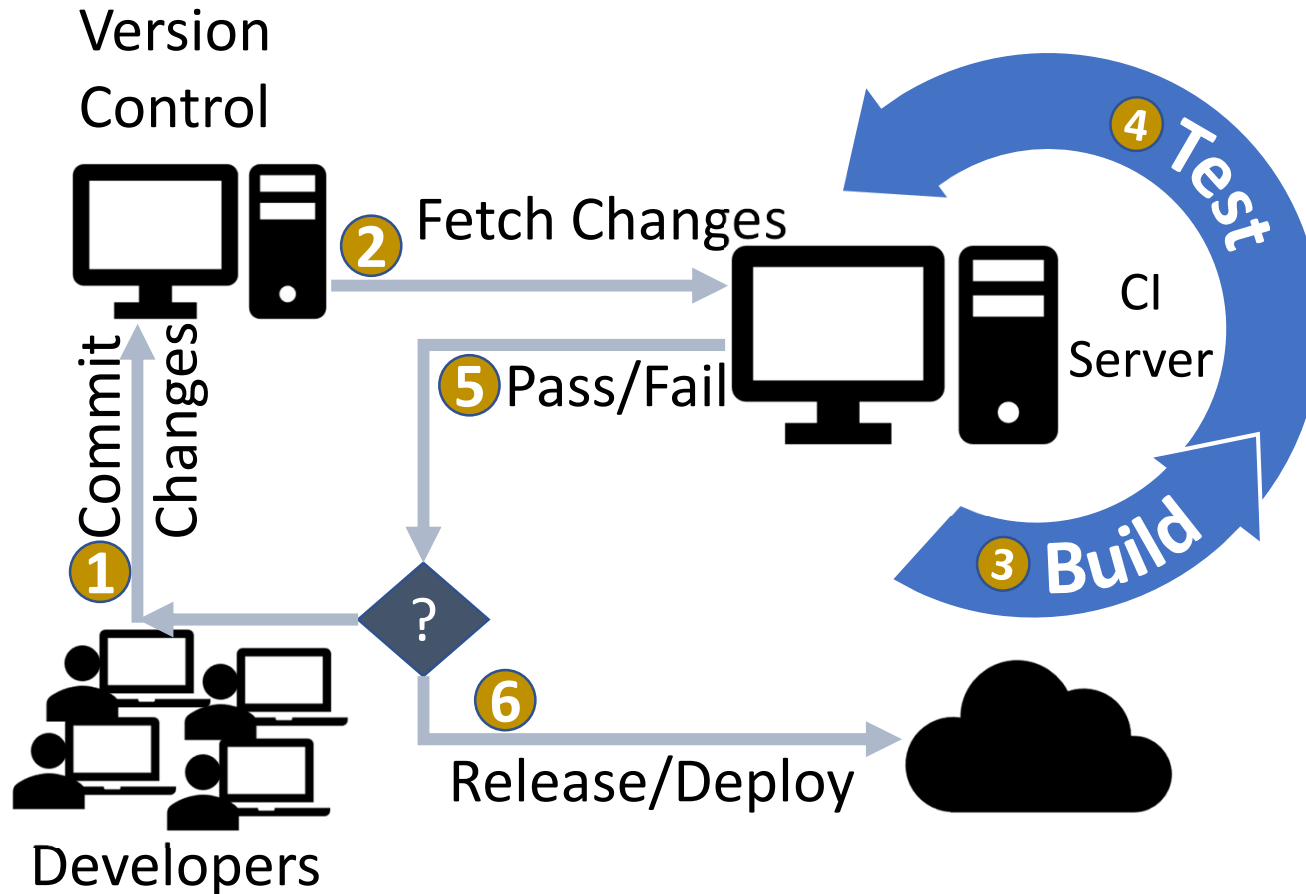 Version
Control
2
Fetch Changes
4
Test
CI
Server
5
Pass/Fail
Commit
Changes
1
3
Build
?
6
Release/Deploy
Developers